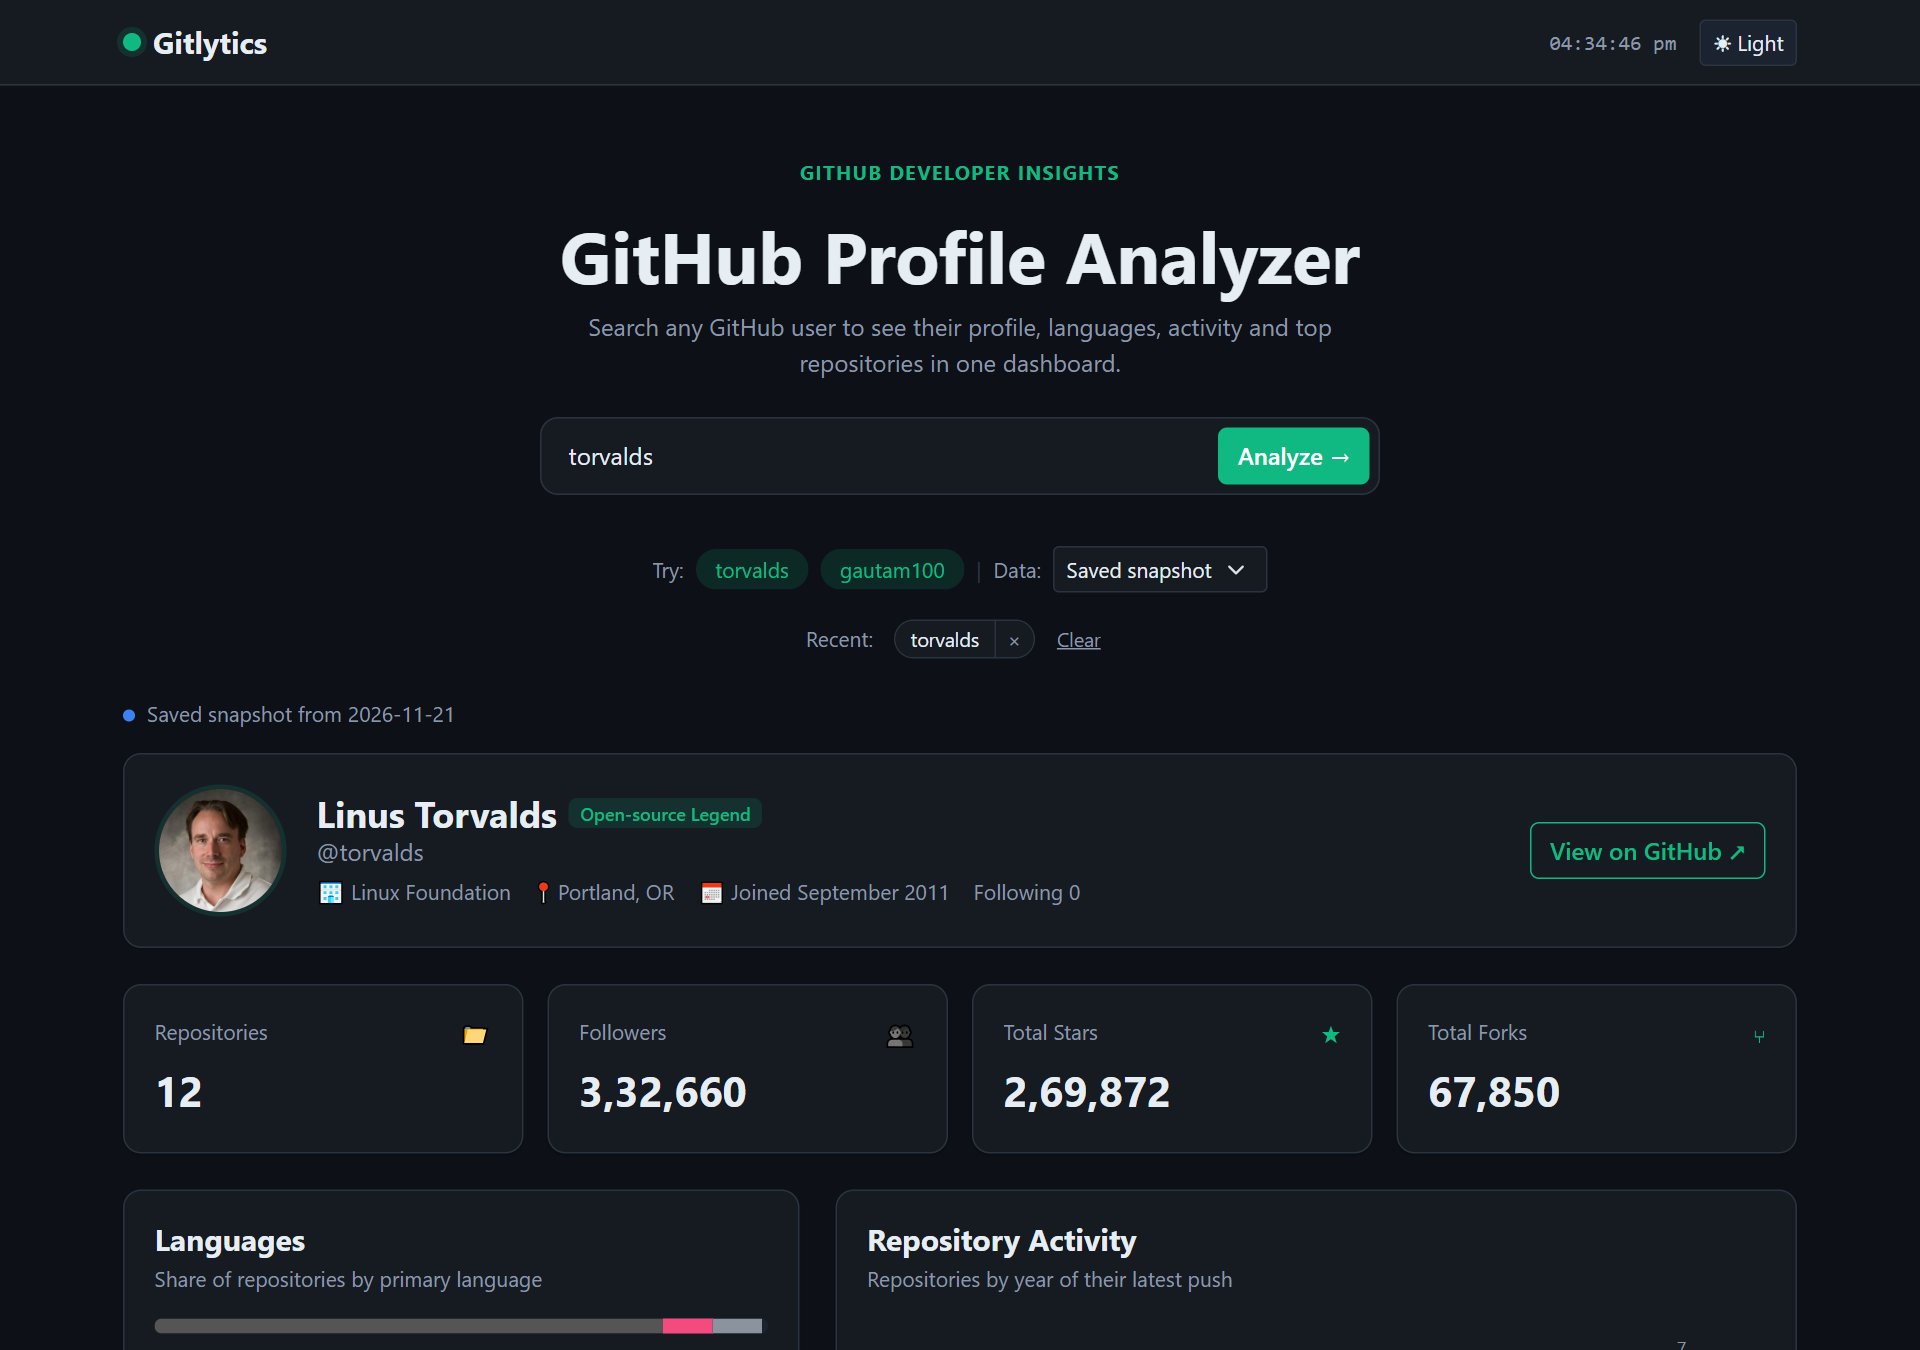 Gitlytics
04:34:46 pm
Light
GITHUB DEVELOPER INSIGHTS
GitHub Profile Analyzer
Search any GitHub user to see their profile, languages, activity and top
repositories in one dashboard.
torvalds
Analyze →
Try: torvalds gautam100 | Data: Saved snapshot
Recent: torvalds × Clear
Saved snapshot from 2026-11-21
Linus Torvalds Open-source Legend
@torvalds
Linux Foundation Portland, OR Joined September 2011 Following 0
View on GitHub ↗
Repositories
12
Followers
3,32,660
Total Stars
2,69,872
Total Forks
67,850
Languages
Share of repositories by primary language
Repository Activity
Repositories by year of their latest push
7